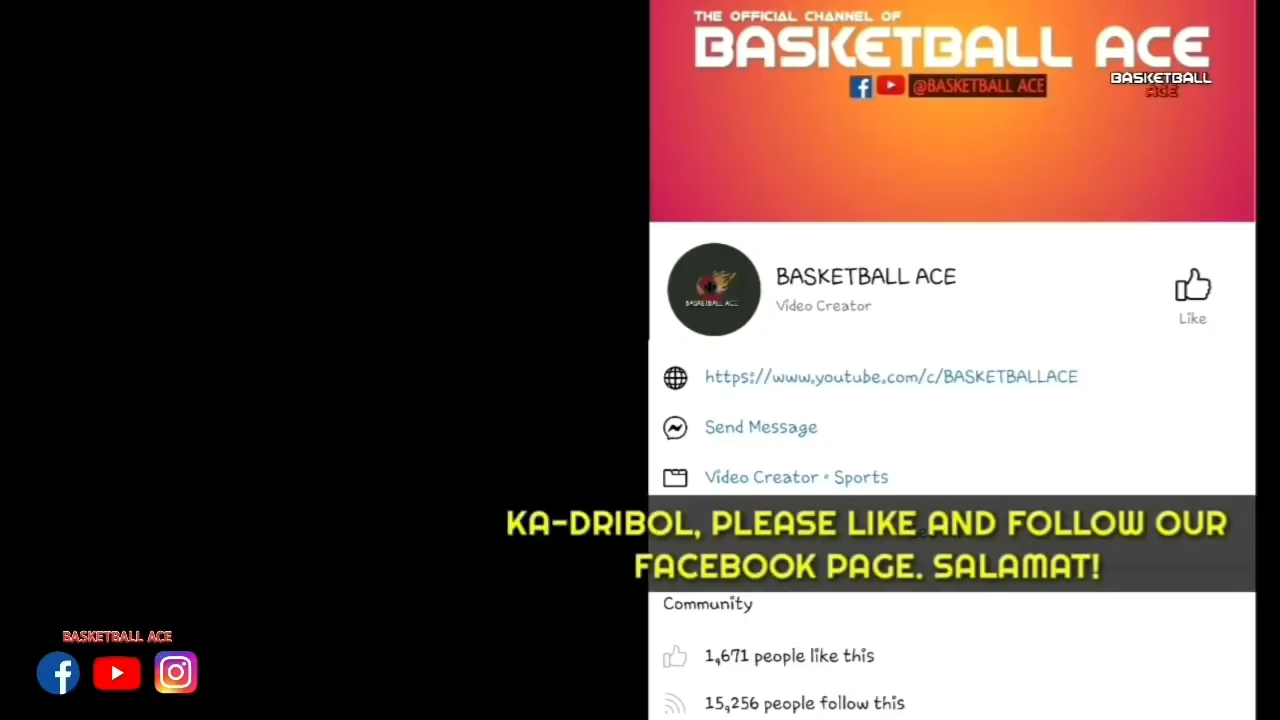 THE OFFICIAL CHANNEL OF
BASKETBALL ACE
@BASKETBALL ACE
BASKETBALL
ACE
BASKETBALL ACE
BASKETBALL ACE
Video Creator
Like
https://www.youtube.com/c/BASKETBALLACE
Send Message
Video Creator • Sports
KA-DRIBOL, PLEASE LIKE AND FOLLOW OUR
FACEBOOK PAGE. SALAMAT!
Community
1,671 people like this
15,256 people follow this
BASKETBALL ACE